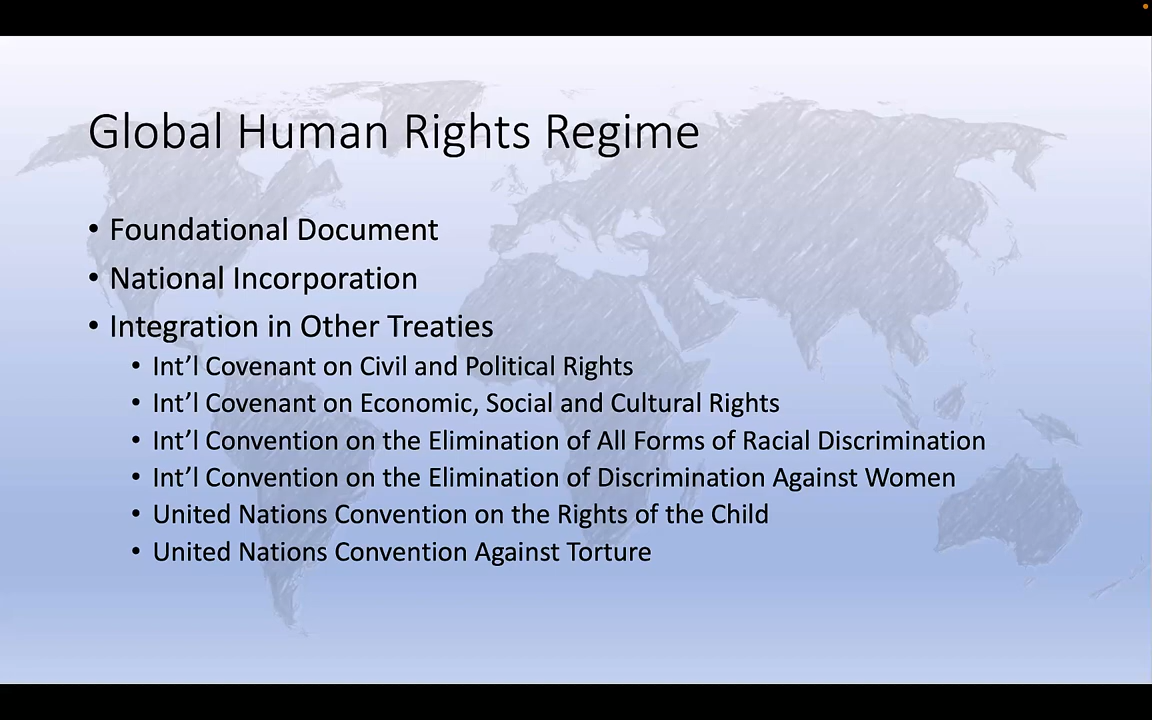 Global Human Rights Regime
• Foundational Document
• National Incorporation
• Integration in Other Treaties
• Int’l Covenant on Civil and Political Rights
• Int’l Covenant on Economic, Social and Cultural Rights
• Int’l Convention on the Elimination of All Forms of Racial Discrimination
• Int’l Convention on the Elimination of Discrimination Against Women
• United Nations Convention on the Rights of the Child
• United Nations Convention Against Torture